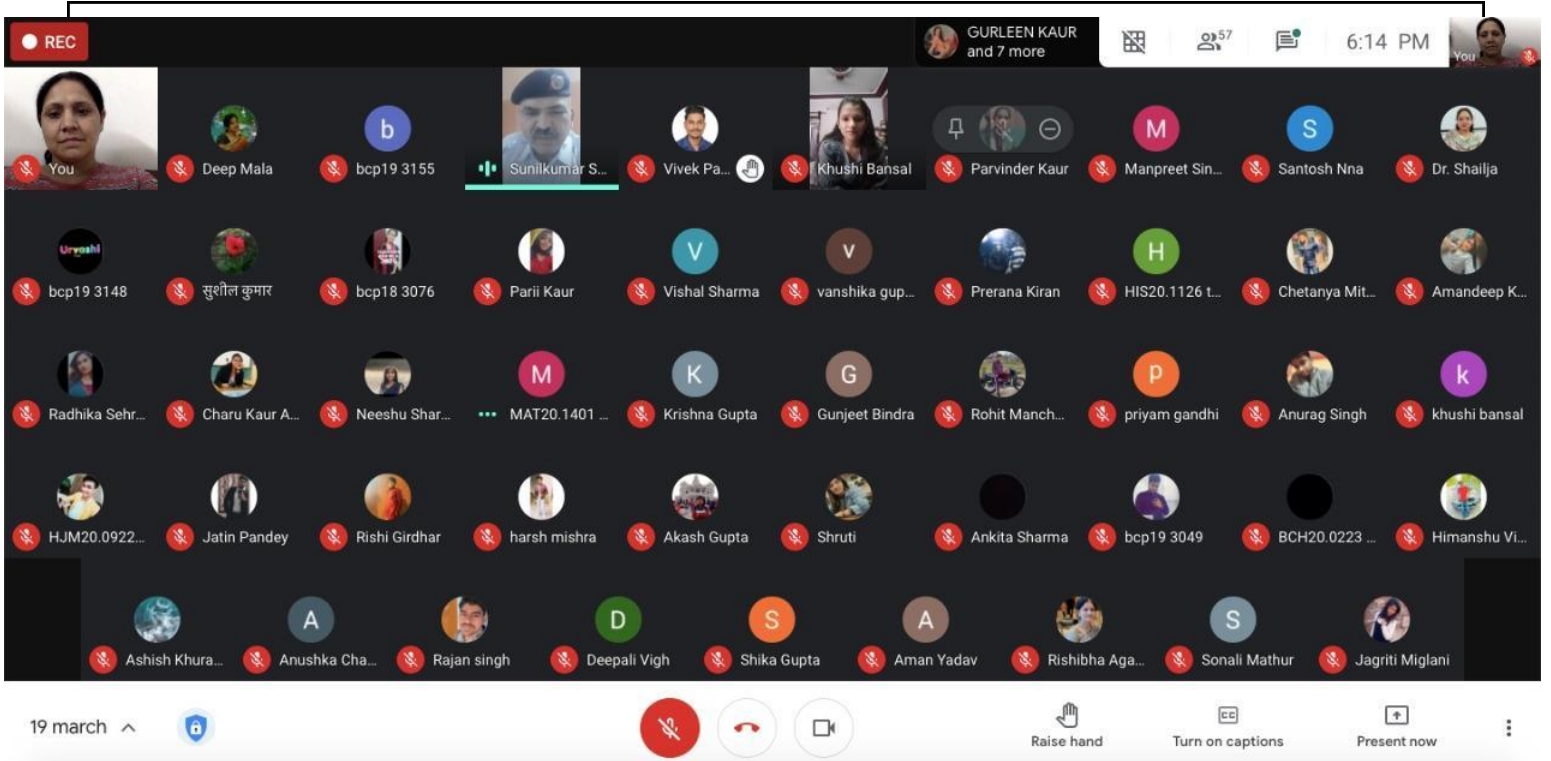 REC
GURLEEN KAUR
and 7 more
57
6:14 PM
You
You
Deep Mala
b
bcp19 3155
Sunilkumar S...
Vivek Pa...
Khushi Bansal
Parvinder Kaur
M
Manpreet Sin...
S
Santosh Nna
Dr. Shailja
Urvashi
bcp19 3148
सुशील कुमार
bcp18 3076
Parii Kaur
V
Vishal Sharma
v
vanshika gup...
Prerana Kiran
H
HIS20.1126 t...
Chetanya Mit...
Amandeep K...
Radhika Sehr...
Charu Kaur A...
Neeshu Shar...
M
MAT20.1401 ...
K
Krishna Gupta
G
Gunjeet Bindra
Rohit Manch...
p
priyam gandhi
Anurag Singh
k
khushi bansal
HJM20.0922...
Jatin Pandey
Rishi Girdhar
harsh mishra
Akash Gupta
Shruti
Ankita Sharma
bcp19 3049
BCH20.0223 ...
Himanshu Vi...
Ashish Khura...
A
Anushka Cha...
Rajan singh
D
Deepali Vigh
S
Shika Gupta
A
Aman Yadav
Rishibha Aga...
S
Sonali Mathur
Jagriti Miglani
19 march
Raise hand
CC
Turn on captions
Present now